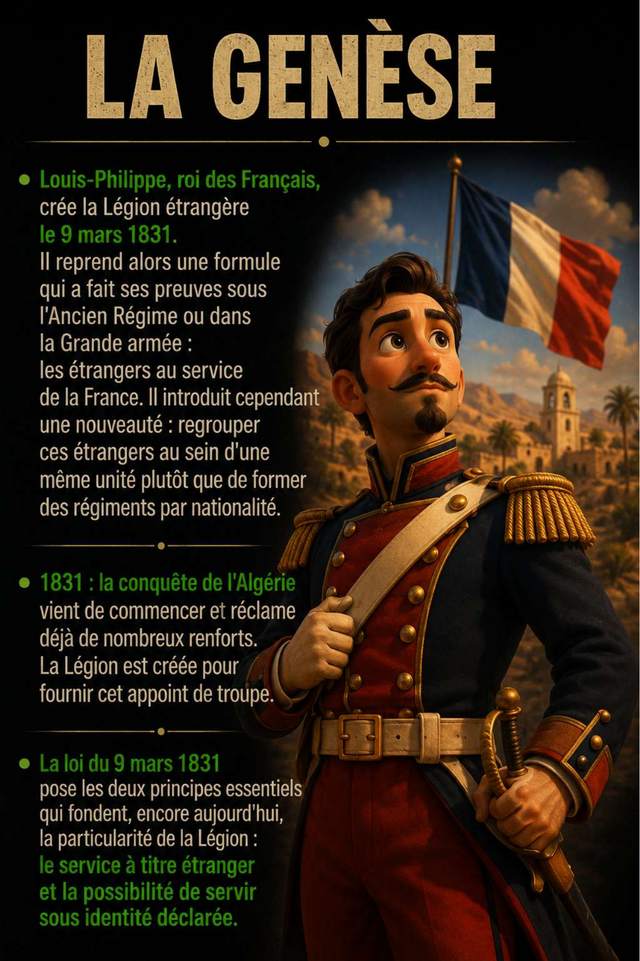 LA GENÈSE
Louis-Philippe, roi des Français,
crée la Légion étrangère
le 9 mars 1831.
Il reprend alors une formule
qui a fait ses preuves sous
l'Ancien Régime ou dans
la Grande armée :
les étrangers au service
de la France. Il introduit cependant
une nouveauté : regrouper
ces étrangers au sein d'une
même unité plutôt que de former
des régiments par nationalité.
1831 : la conquête de l'Algérie
vient de commencer et réclame
déjà de nombreux renforts.
La Légion est créée pour
fournir cet appoint de troupe.
La loi du 9 mars 1831
pose les deux principes essentiels
qui fondent, encore aujourd'hui,
la particularité de la Légion :
le service à titre étranger
et la possibilité de servir
sous identité déclarée.